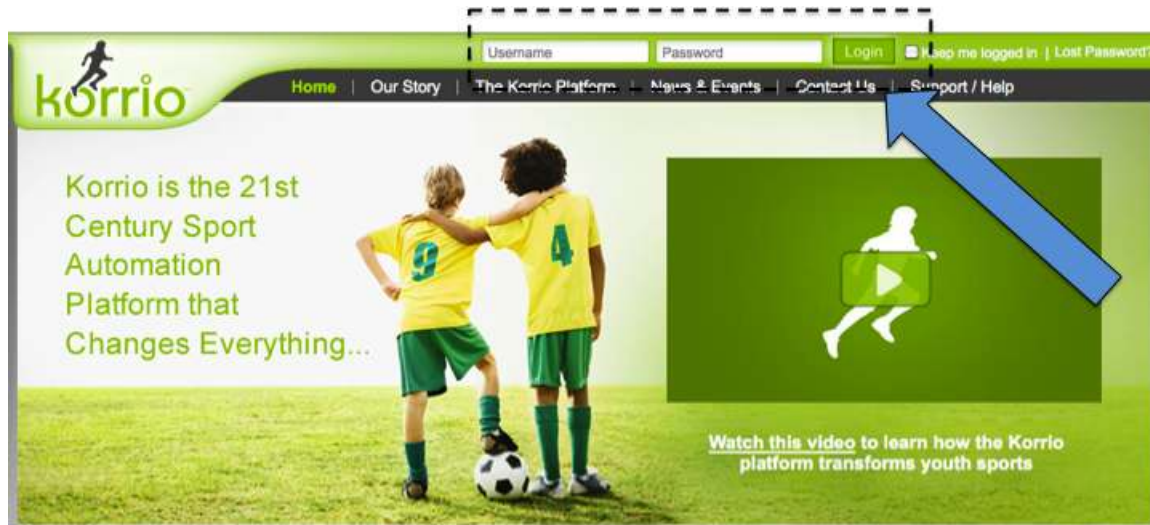 Username Password Login Keep me logged in | Lost Password?
korrio
Home | Our Story | The Korrio Platform | News & Events | Contact Us | Support / Help
Korrio is the 21st
Century Sport
Automation
Platform that
Changes Everything...
9 4
Watch this video to learn how the Korrio
platform transforms youth sports